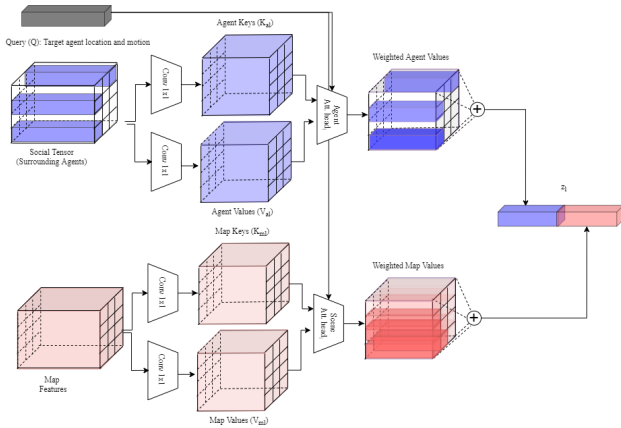 Agent Keys (Kal)
Query (Q): Target agent location and motion
Conv 1x1
Weighted Agent Values
Agent
Att. head,
Conv 1x1
Social Tensor
(Surrounding Agents)
Agent Values (Val)
zl
Map Keys (Kml)
Conv 1x1
Weighted Map Values
Scene
Att. head,
Conv 1x1
Map
Features
Map Values (Vml)